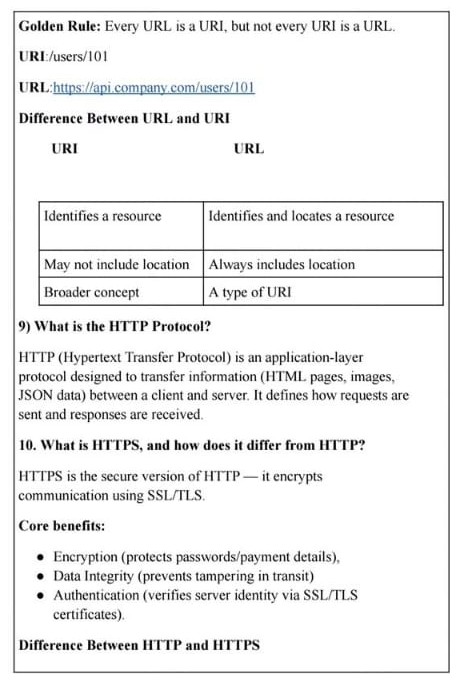 Golden Rule: Every URL is a URI, but not every URI is a URL.
URI:/users/101
URL:https://api.company.com/users/101
Difference Between URL and URI
URI URL
Identifies a resource Identifies and locates a resource
May not include location Always includes location
Broader concept A type of URI
9) What is the HTTP Protocol?
HTTP (Hypertext Transfer Protocol) is an application-layer
protocol designed to transfer information (HTML pages, images,
JSON data) between a client and server. It defines how requests are
sent and responses are received.
10. What is HTTPS, and how does it differ from HTTP?
HTTPS is the secure version of HTTP — it encrypts
communication using SSL/TLS.
Core benefits:
● Encryption (protects passwords/payment details),
● Data Integrity (prevents tampering in transit)
● Authentication (verifies server identity via SSL/TLS
certificates).
Difference Between HTTP and HTTPS